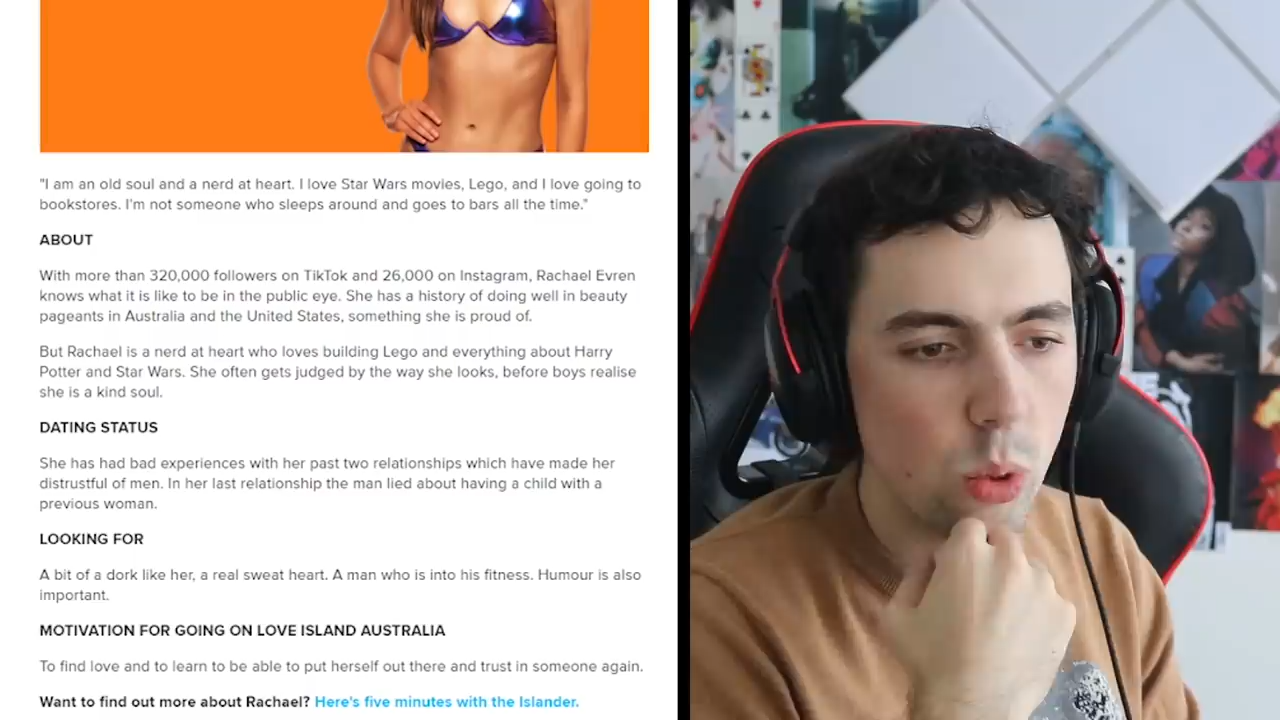 "I am an old soul and a nerd at heart. I love Star Wars movies, Lego, and I love going to
bookstores. I'm not someone who sleeps around and goes to bars all the time."
ABOUT
With more than 320,000 followers on TikTok and 26,000 on Instagram, Rachael Evren
knows what it is like to be in the public eye. She has a history of doing well in beauty
pageants in Australia and the United States, something she is proud of.
But Rachael is a nerd at heart who loves building Lego and everything about Harry
Potter and Star Wars. She often gets judged by the way she looks, before boys realise
she is a kind soul.
DATING STATUS
She has had bad experiences with her past two relationships which have made her
distrustful of men. In her last relationship the man lied about having a child with a
previous woman.
LOOKING FOR
A bit of a dork like her, a real sweat heart. A man who is into his fitness. Humour is also
important.
MOTIVATION FOR GOING ON LOVE ISLAND AUSTRALIA
To find love and to learn to be able to put herself out there and trust in someone again.
Want to find out more about Rachael? Here's five minutes with the Islander.